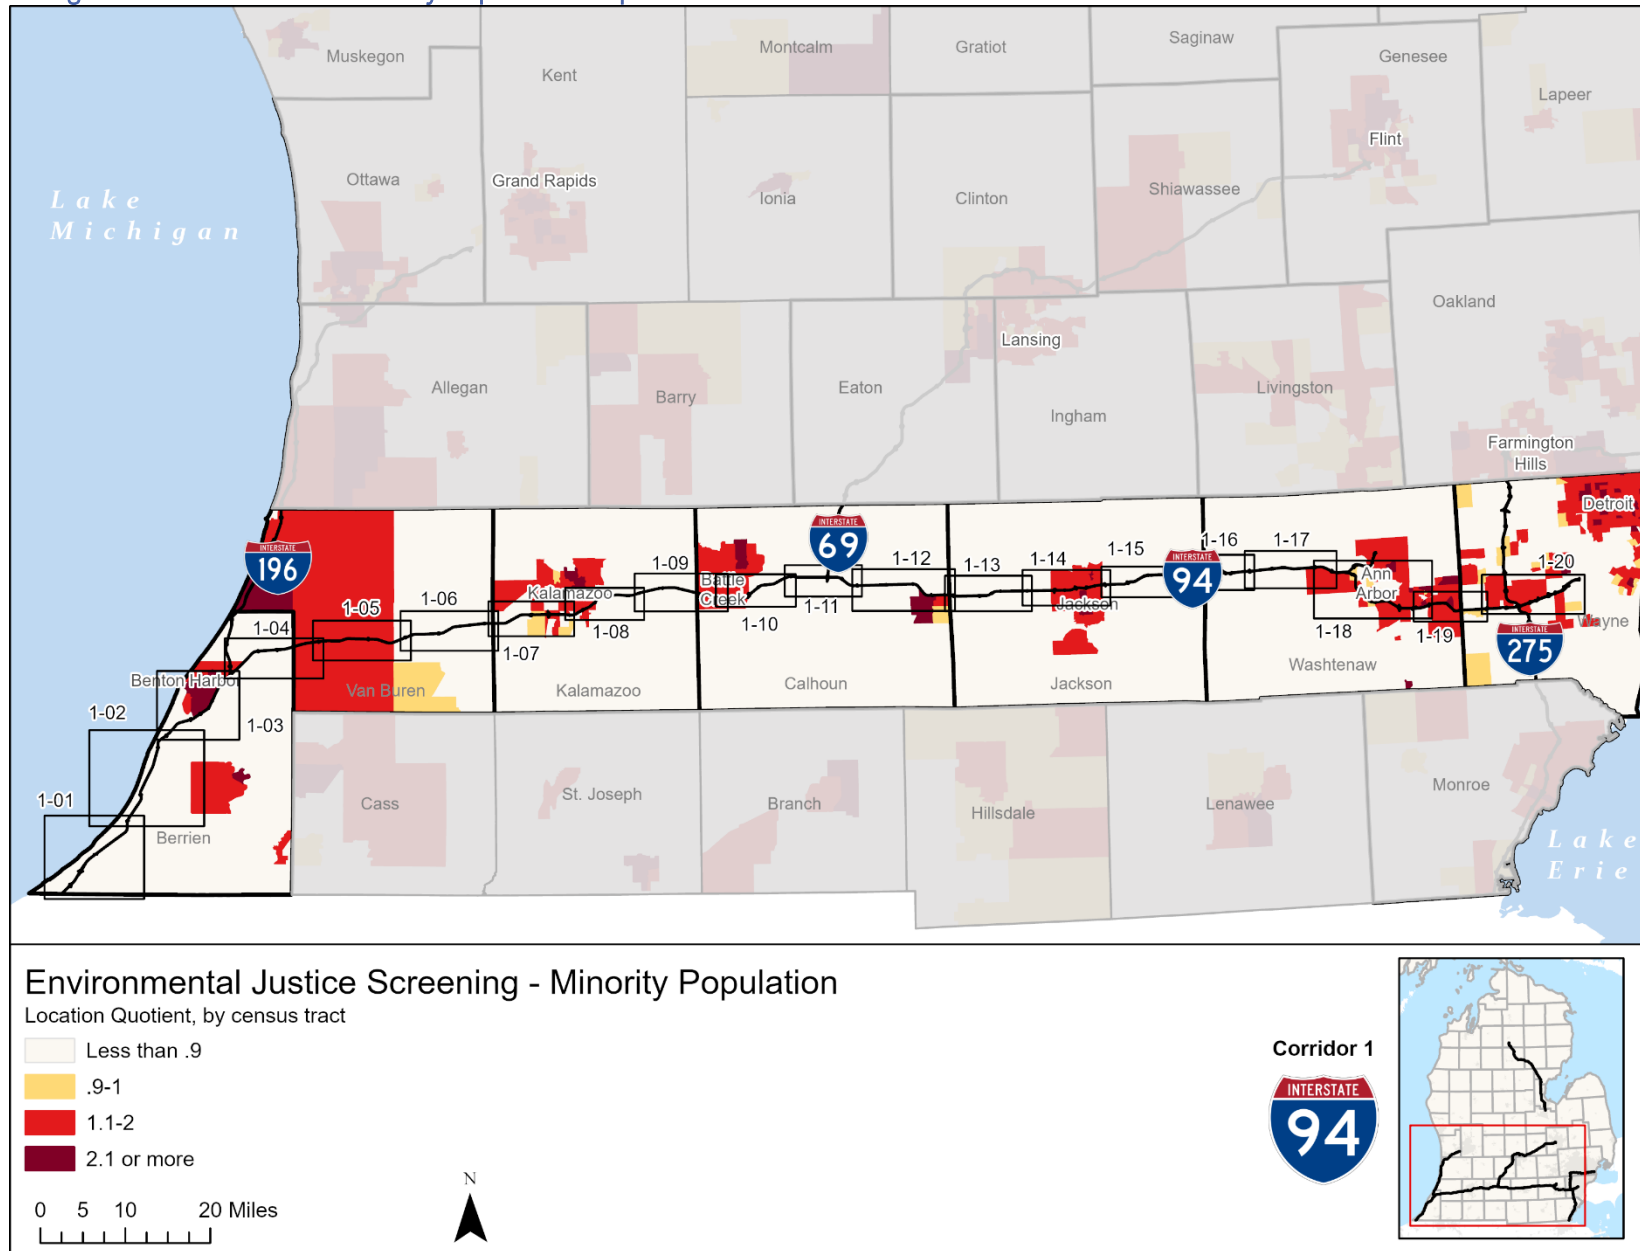 Muskegon
Kent
Montcalm
Gratiot
Saginaw
Genesee
Lapeer
Flint
Lake
Michigan
Ottawa
Grand Rapids
Ionia
Clinton
Shiawassee
Oakland
Lansing
Allegan
Barry
Eaton
Ingham
Livingston
Farmington
Hills
Detroit
INTERSTATE
196
INTERSTATE
69
INTERSTATE
94
1-16
1-17
1-15
1-14
1-13
1-12
1-09
1-20
Battle
Creek
Kalamazoo
Jackson
Ann
Arbor
1-05
1-06
1-04
1-07
1-08
1-10
1-11
1-18
1-19
Wayne
INTERSTATE
275
Benton Harbor
Van Buren
Kalamazoo
Calhoun
Jackson
Washtenaw
1-02
1-03
1-01
Berrien
Cass
St. Joseph
Branch
Hillsdale
Lenawee
Monroe
Lake
Erie
Environmental Justice Screening - Minority Population
Location Quotient, by census tract
Less than .9
.9-1
1.1-2
2.1 or more
0 5 10 20 Miles
N
Corridor 1
INTERSTATE
94